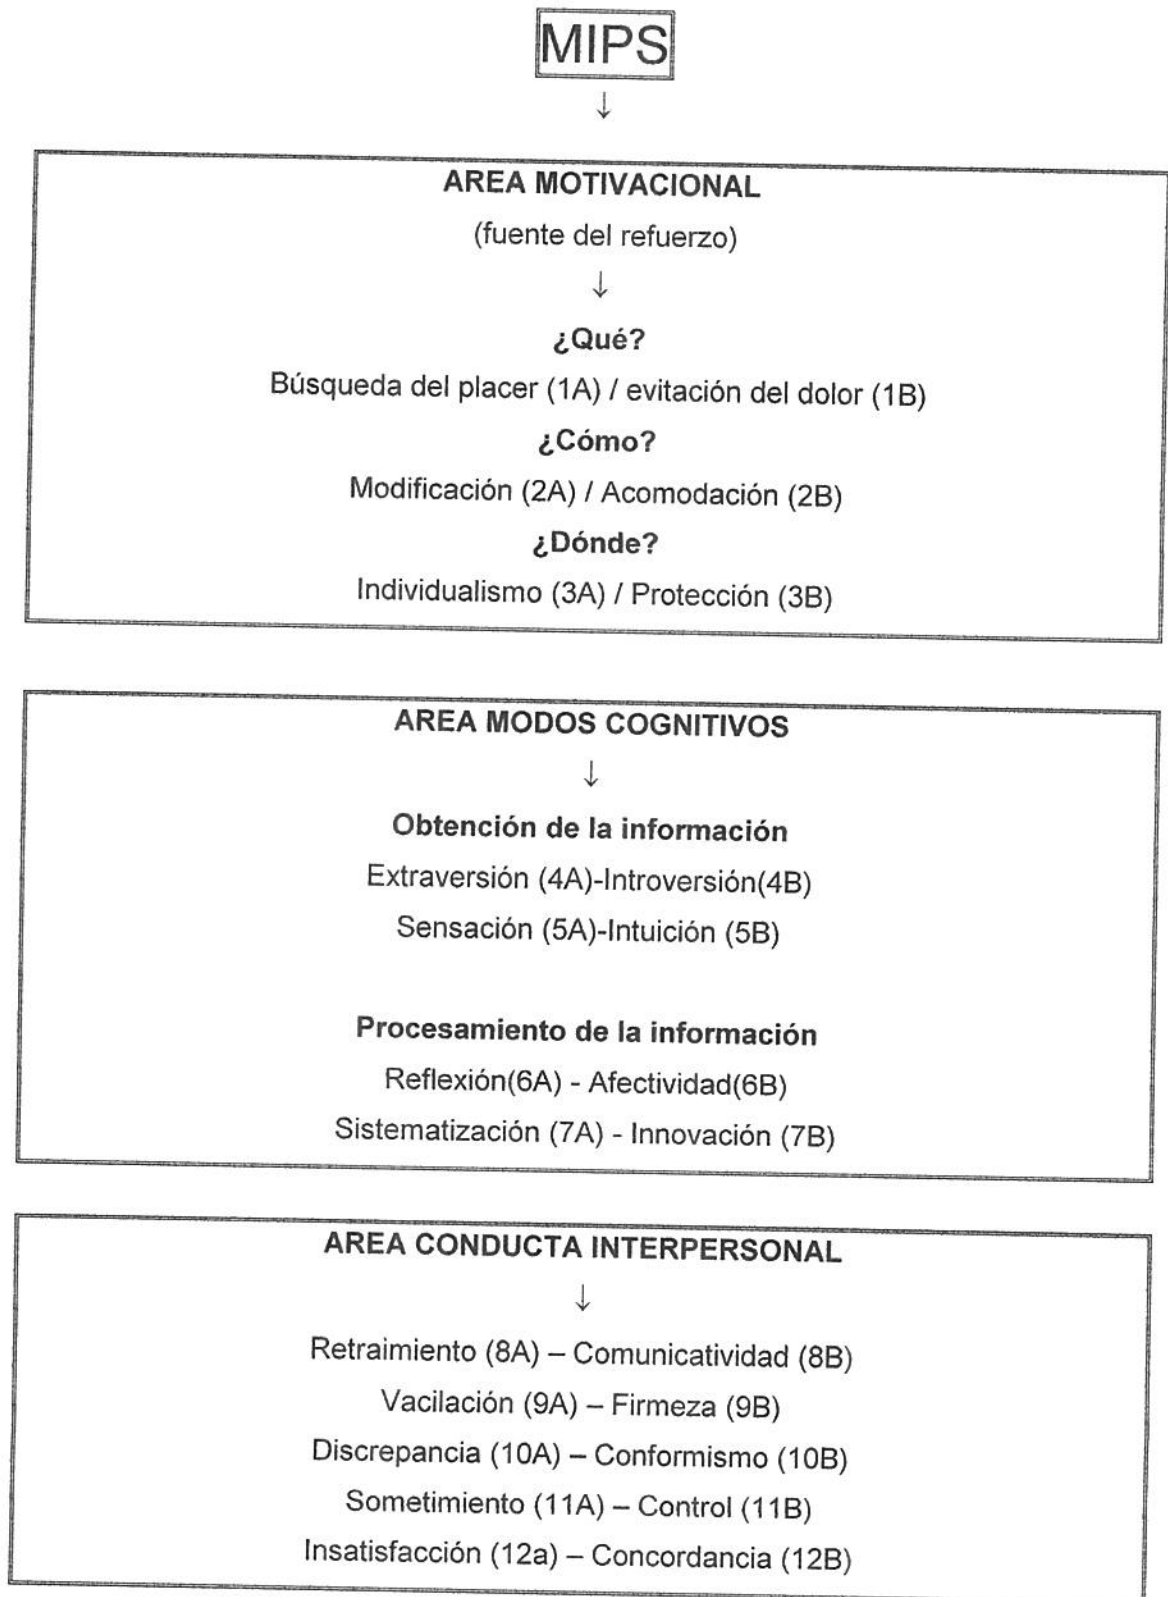 MIPS
↓
AREA MOTIVACIONAL
(fuente del refuerzo)
↓
¿Qué?
Búsqueda del placer (1A) / evitación del dolor (1B)
¿Cómo?
Modificación (2A) / Acomodación (2B)
¿Dónde?
Individualismo (3A) / Protección (3B)
AREA MODOS COGNITIVOS
↓
Obtención de la información
Extraversión (4A)-Introversión(4B)
Sensación (5A)-Intuición (5B)
Procesamiento de la información
Reflexión(6A) - Afectividad(6B)
Sistematización (7A) - Innovación (7B)
AREA CONDUCTA INTERPERSONAL
↓
Retraimiento (8A) – Comunicatividad (8B)
Vacilación (9A) – Firmeza (9B)
Discrepancia (10A) – Conformismo (10B)
Sometimiento (11A) – Control (11B)
Insatisfacción (12a) – Concordancia (12B)